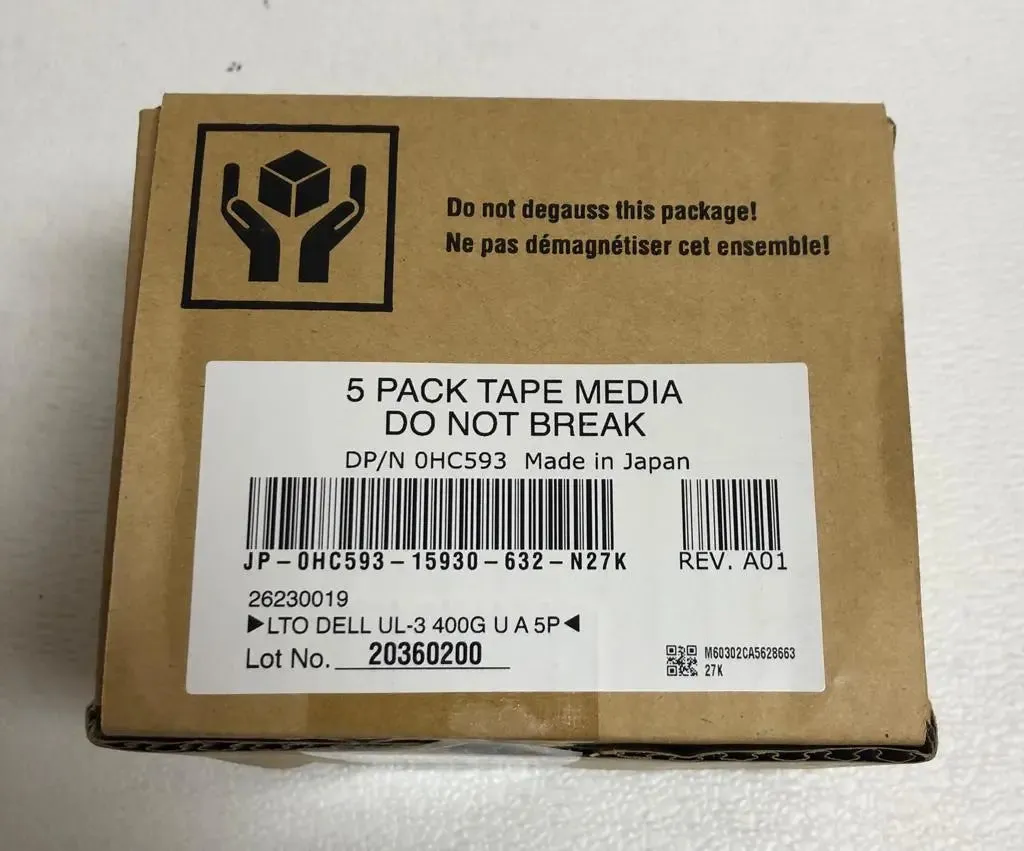 Do not degauss this package!
Ne pas démagnétiser cet ensemble!
5 PACK TAPE MEDIA
DO NOT BREAK
DP/N 0HC593 Made in Japan
JP-0HC593-15930-632-N27K
REV. A01
26230019
▶LTO DELL UL-3 400G U A 5P◀
Lot No. 20360200
M60302CA5628663
27K